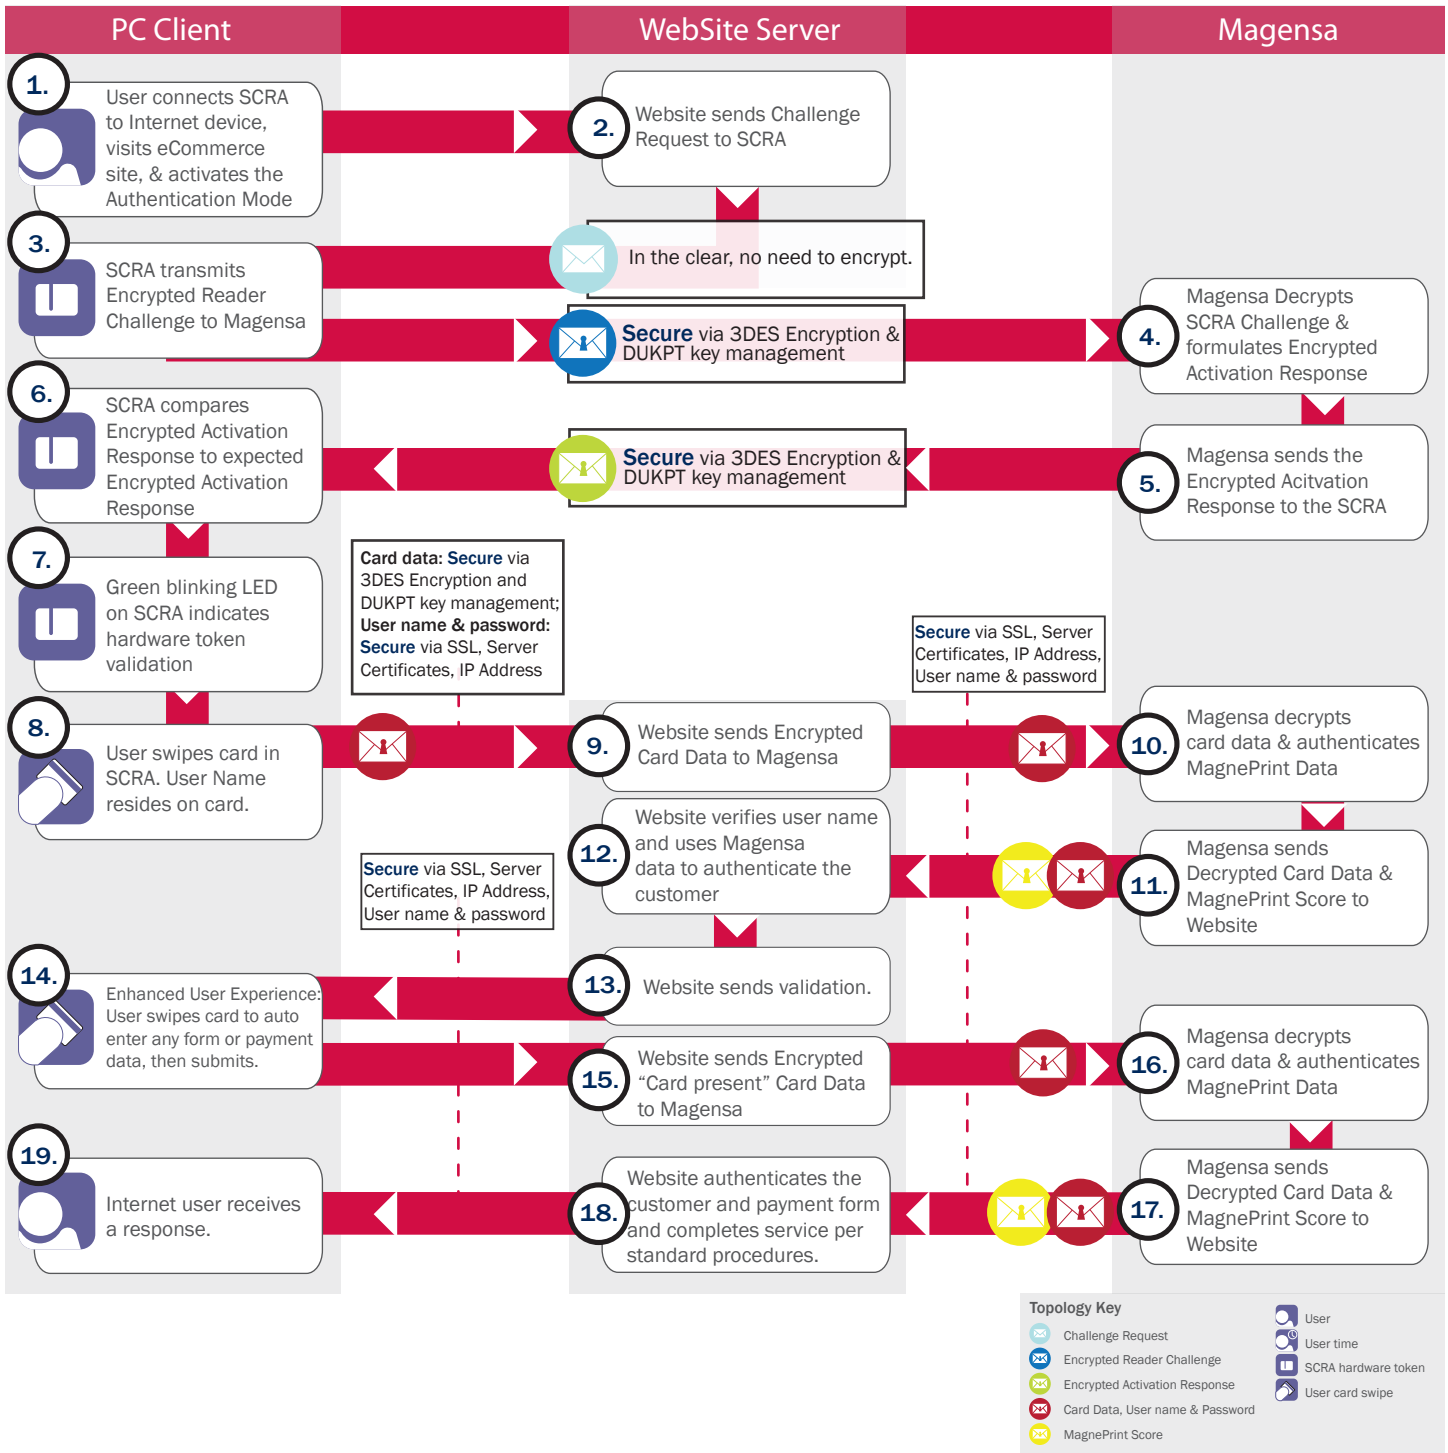 PC Client
WebSite Server
Magensa
1.
User connects SCRA
to Internet device,
visits eCommerce
site, & activates the
Authentication Mode
2.
Website sends Challenge
Request to SCRA
3.
SCRA transmits
Encrypted Reader
Challenge to Magensa
In the clear, no need to encrypt.
Secure via 3DES Encryption &
DUKPT key management
4.
Magensa Decrypts
SCRA Challenge &
formulates Encrypted
Activation Response
6.
SCRA compares
Encrypted Activation
Response to expected
Encrypted Activation
Response
Secure via 3DES Encryption &
DUKPT key management
5.
Magensa sends the
Encrypted Acitvation
Response to the SCRA
7.
Green blinking LED
on SCRA indicates
hardware token
validation
Card data: Secure via
3DES Encryption and
DUKPT key management;
User name & password:
Secure via SSL, Server
Certificates, IP Address
Secure via SSL, Server
Certificates, IP Address,
User name & password
8.
User swipes card in
SCRA. User Name
resides on card.
9.
Website sends Encrypted
Card Data to Magensa
10.
Magensa decrypts
card data & authenticates
MagnePrint Data
12.
Website verifies user name
and uses Magensa
data to authenticate the
customer
11.
Magensa sends
Decrypted Card Data &
MagnePrint Score to
Website
Secure via SSL, Server
Certificates, IP Address,
User name & password
14.
Enhanced User Experience:
User swipes card to auto
enter any form or payment
data, then submits.
13.
Website sends validation.
15.
Website sends Encrypted
“Card present” Card Data
to Magensa
16.
Magensa decrypts
card data & authenticates
MagnePrint Data
19.
Internet user receives
a response.
18.
Website authenticates the
customer and payment form
and completes service per
standard procedures.
17.
Magensa sends
Decrypted Card Data &
MagnePrint Score to
Website
Topology Key
Challenge Request
Encrypted Reader Challenge
Encrypted Activation Response
Card Data, User name & Password
MagnePrint Score
User
User time
SCRA hardware token
User card swipe